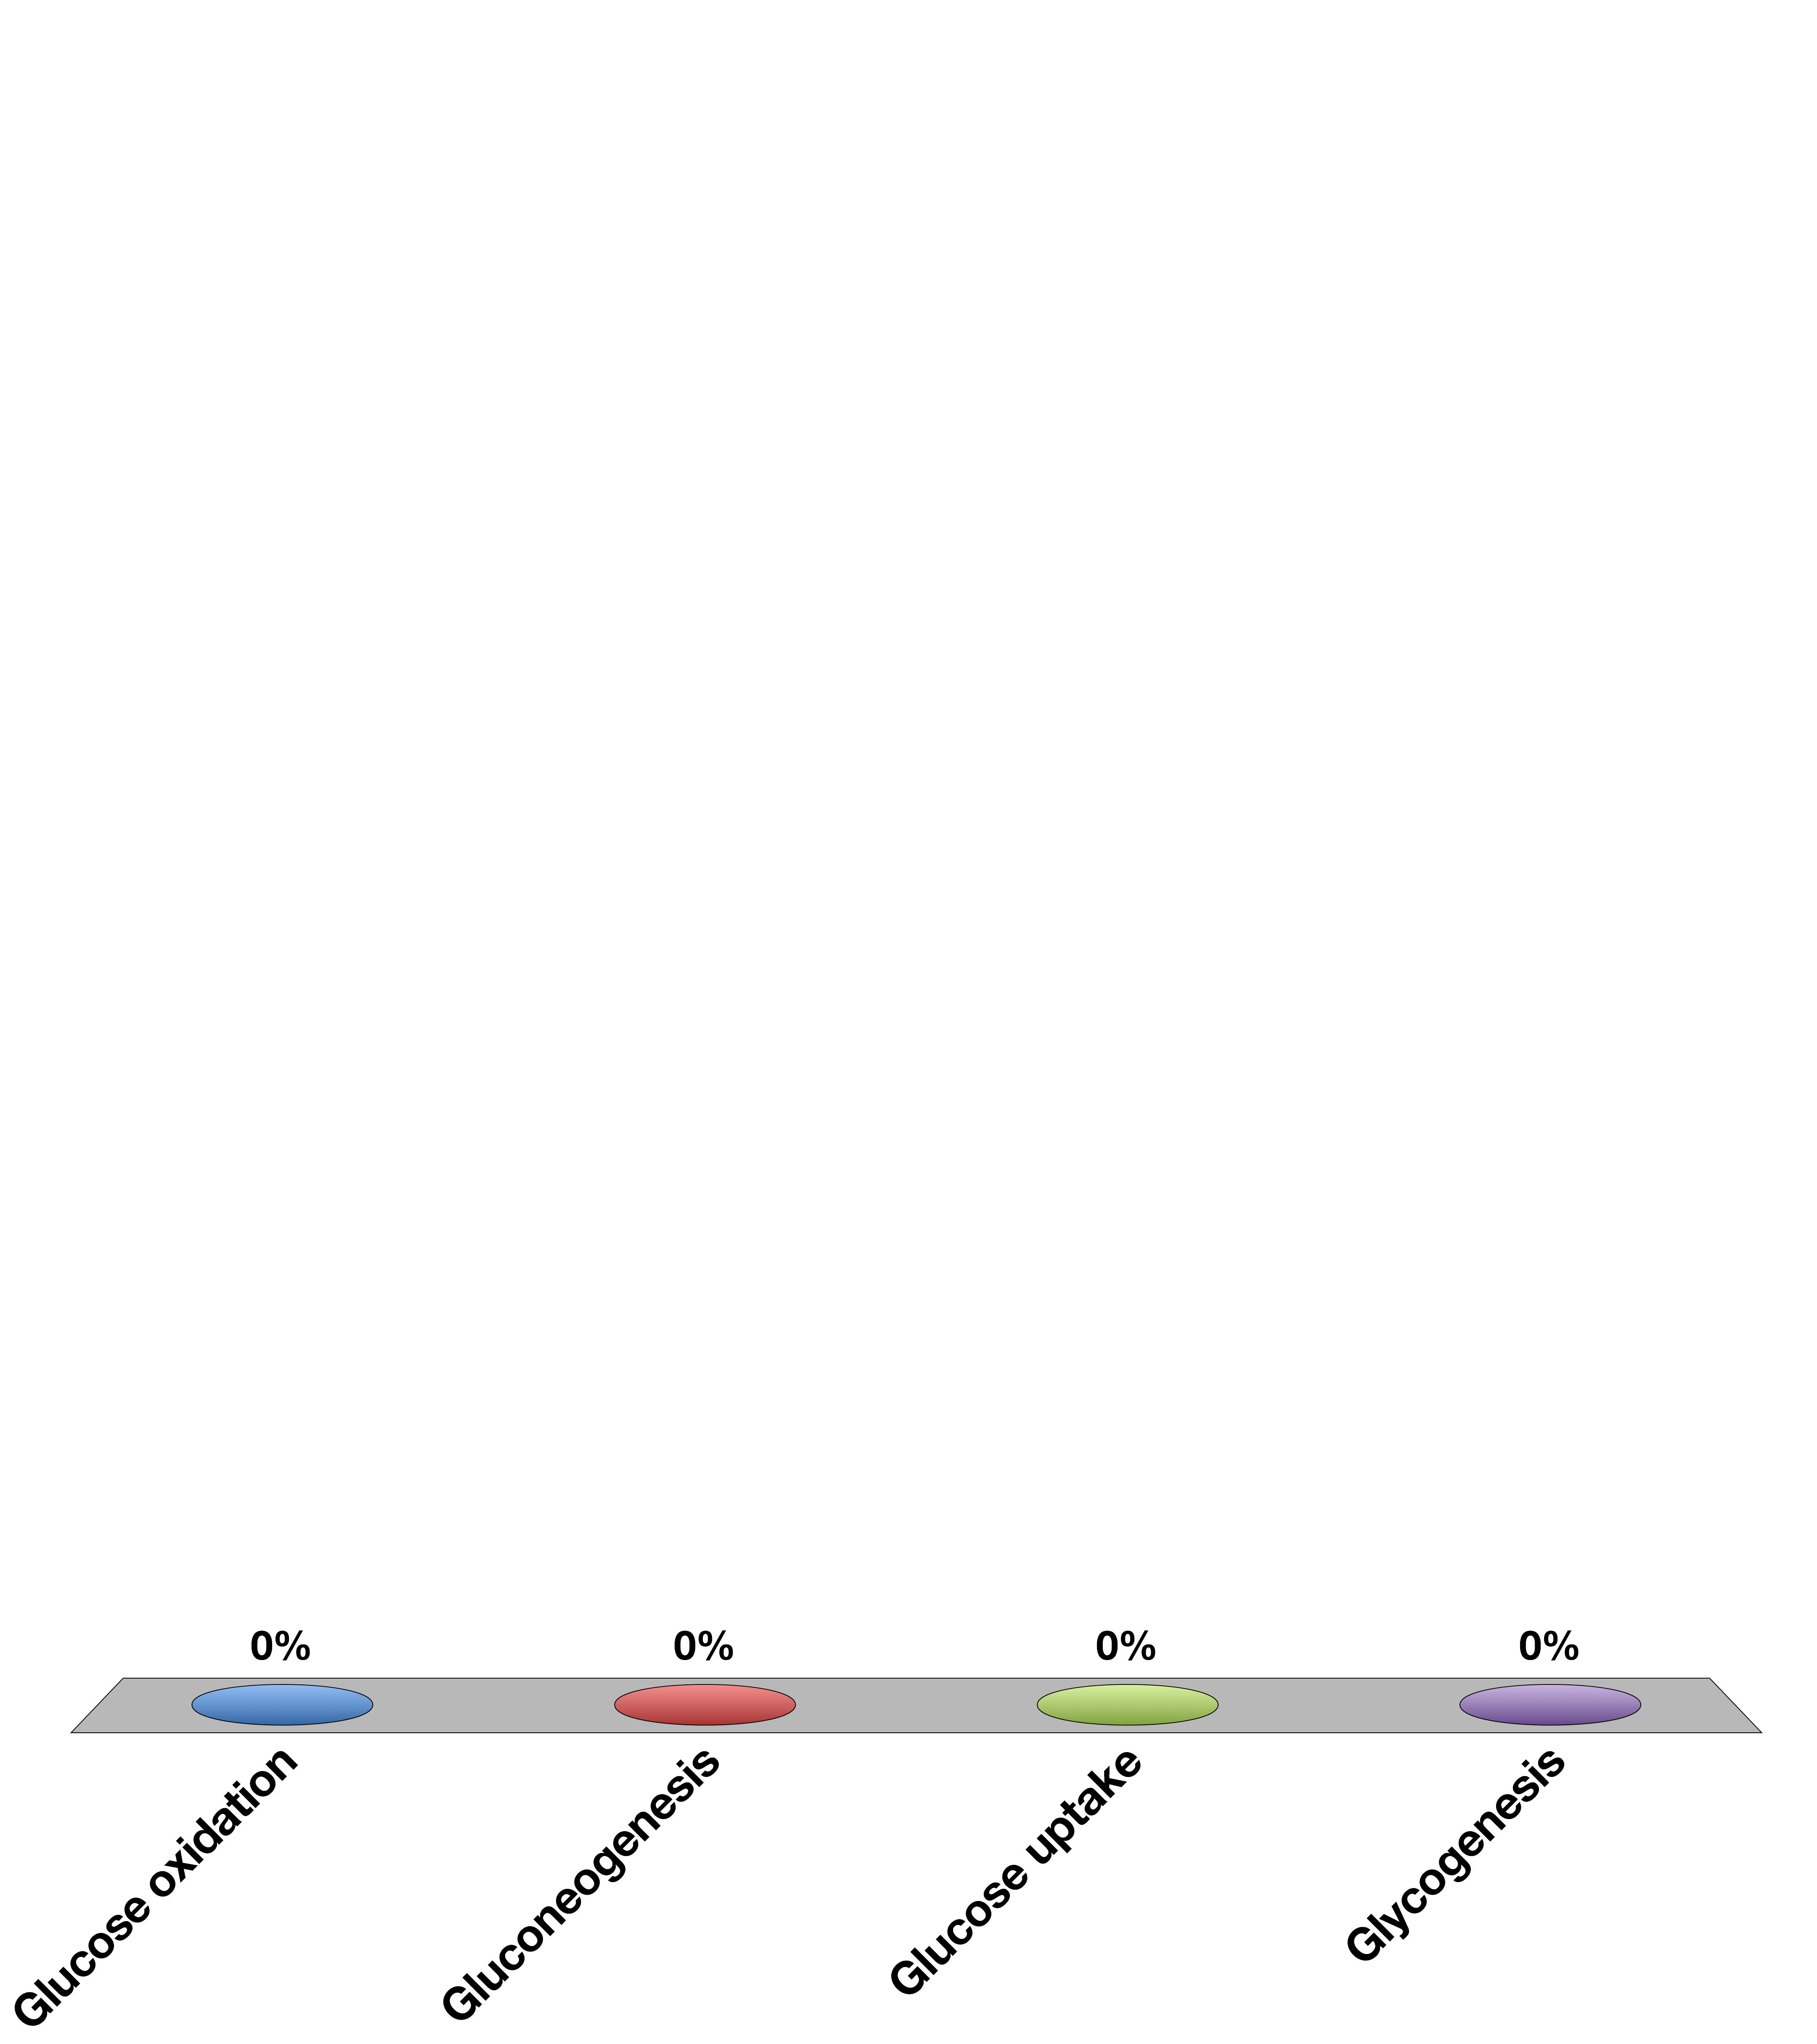 0% 0% 0% 0%
Glucose oxidation
Gluconeogenesis
Glucose uptake
Glycogenesis